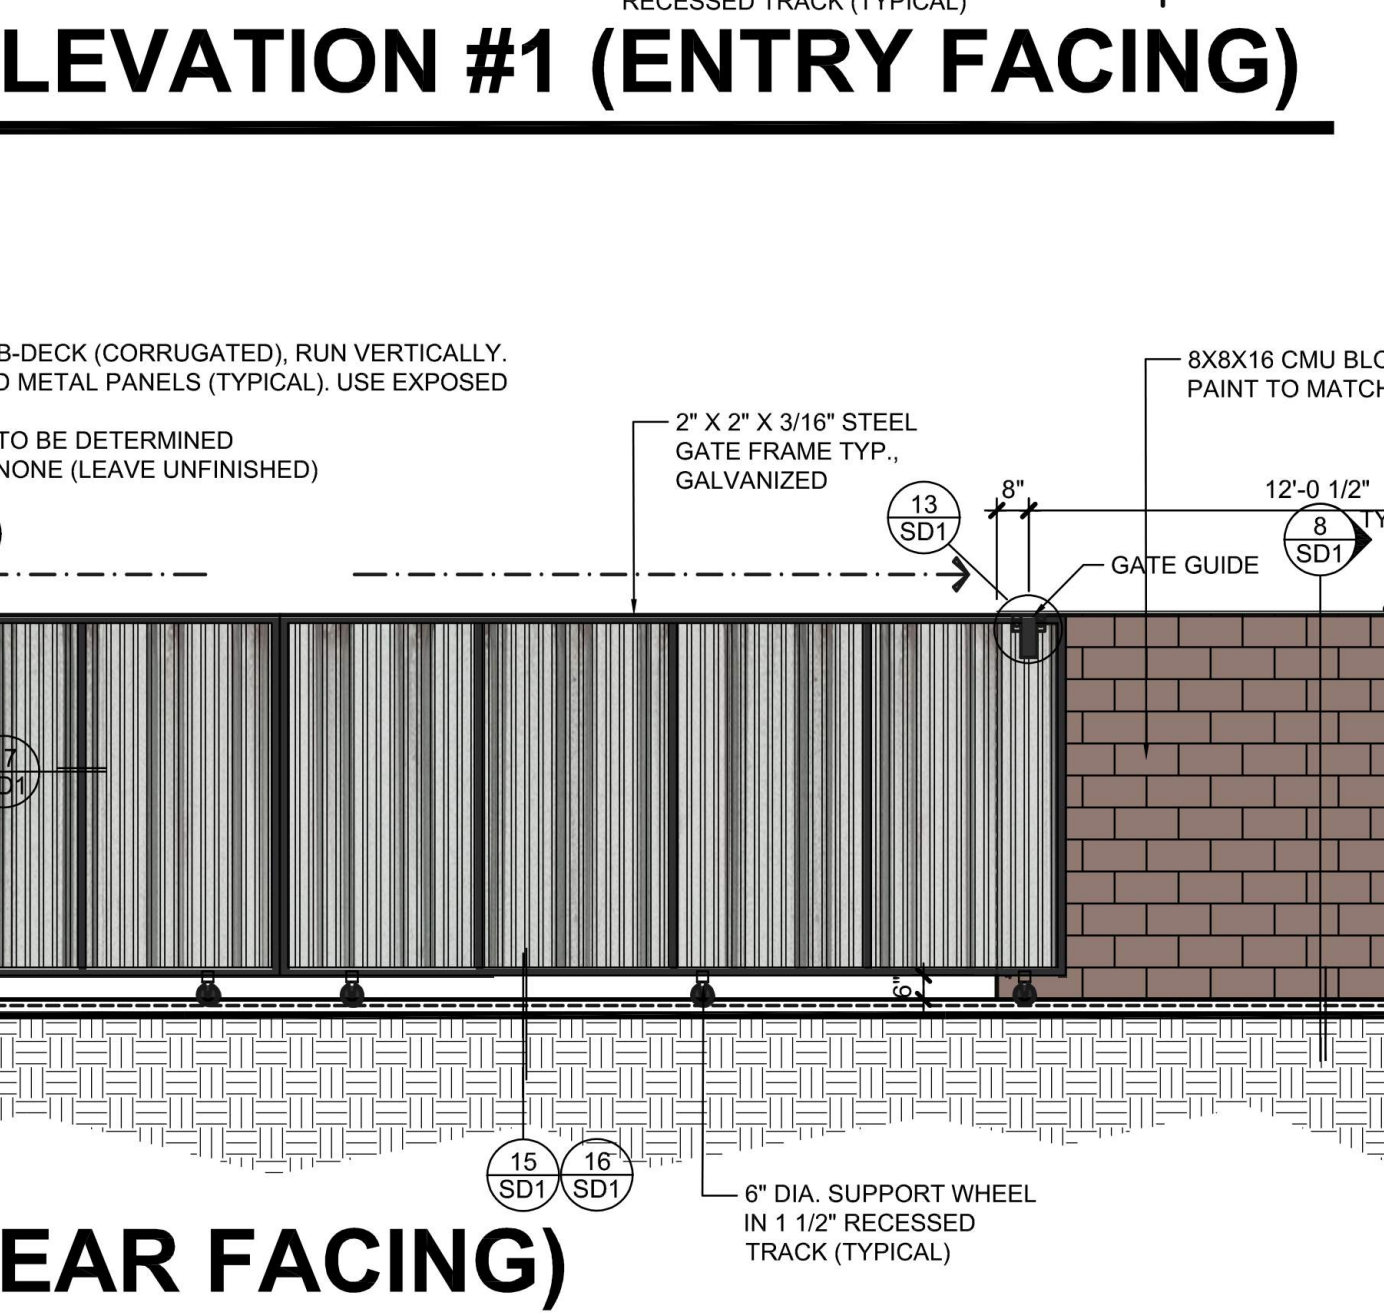 RECESSED TRACK (TYPICAL)
LEVATION #1 (ENTRY FACING)
B-DECK (CORRUGATED), RUN VERTICALLY.
D METAL PANELS (TYPICAL). USE EXPOSED
TO BE DETERMINED
NONE (LEAVE UNFINISHED)
2" X 2" X 3/16" STEEL
GATE FRAME TYP.,
GALVANIZED
8X8X16 CMU BLO
PAINT TO MATCH
13
SD1
8"
12'-0 1/2"
TY
8
SD1
GATE GUIDE
7
D1
6"
15
SD1
16
SD1
6" DIA. SUPPORT WHEEL
IN 1 1/2" RECESSED
TRACK (TYPICAL)
EAR FACING)